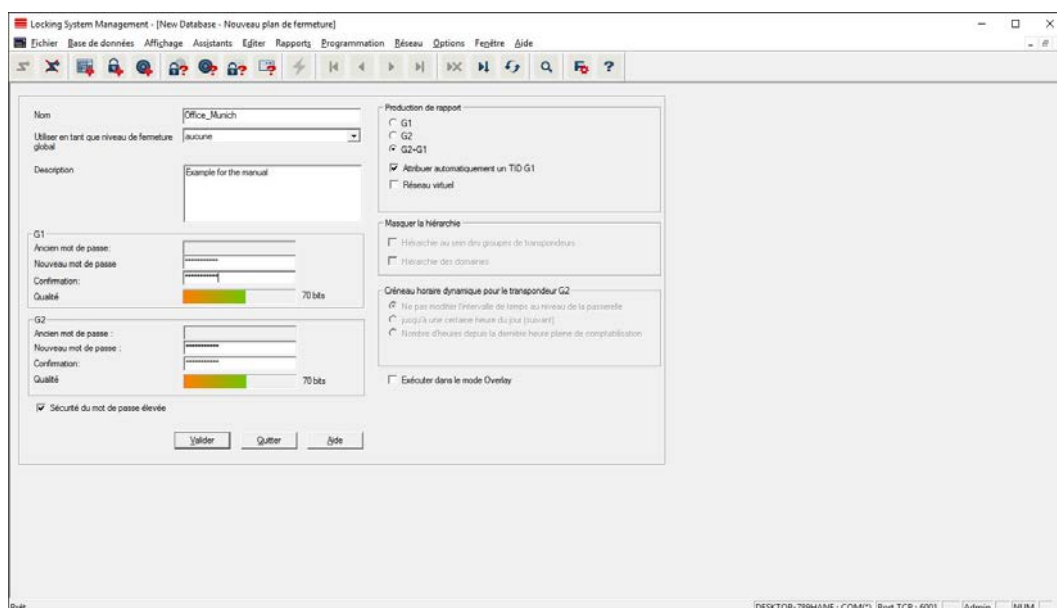 Locking System Management - [New Database - Nouveau plan de fermeture]
Fichier Base de données Affichage Assistants Editer Rapports Programmation Réseau Options Fenêtre Aide
Nom
Office_Munich
Utiliser en tant que niveau de fermeture global
aucune
Description
Example for the manual
G1
Ancien mot de passe:
Nouveau mot de passe
Confirmation:
Qualité
70 bits
G2
Ancien mot de passe :
Nouveau mot de passe :
Confirmation:
Qualité
70 bits
Sécurité du mot de passe élevée
Valider Quitter Aide
Production de rapport
G1
G2
G2+G1
Attribuer automatiquement un TID G1
Réseau virtuel
Masquer la hiérarchie
Hiérarchie au sein des groupes de transpondeurs
Hiérarchie des domaines
Créneau horaire dynamique pour le transpondeur G2
Ne pas modifier l'intervalle de temps au niveau de la passerelle
jusqu'à une certaine heure du jour (suivant)
Nombre d'heures depuis la dernière heure pleine de comptabilisation
Exécuter dans le mode Overlay
Prêt
COM(*) Port TCP : 6001 Admin NUM